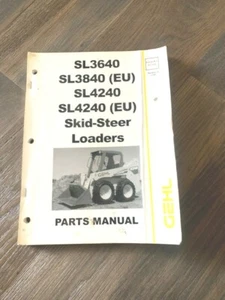 SL3640
SL3840 (EU)
SL4240
SL4240 (EU)
Skid-Steer
Loaders
GEHL
PARTS MANUAL